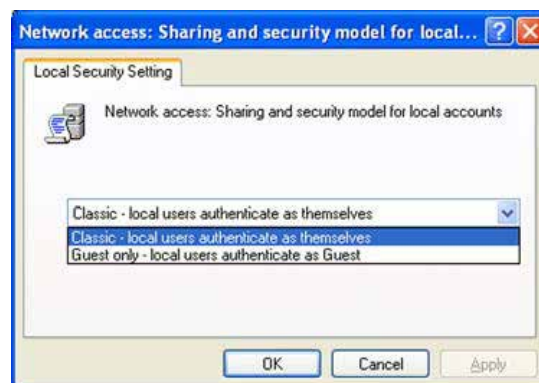 Network access: Sharing and security model for local...
Local Security Setting
Network access: Sharing and security model for local accounts
Classic - local users authenticate as themselves
Classic - local users authenticate as themselves
Guest only - local users authenticate as Guest
OK Cancel Apply